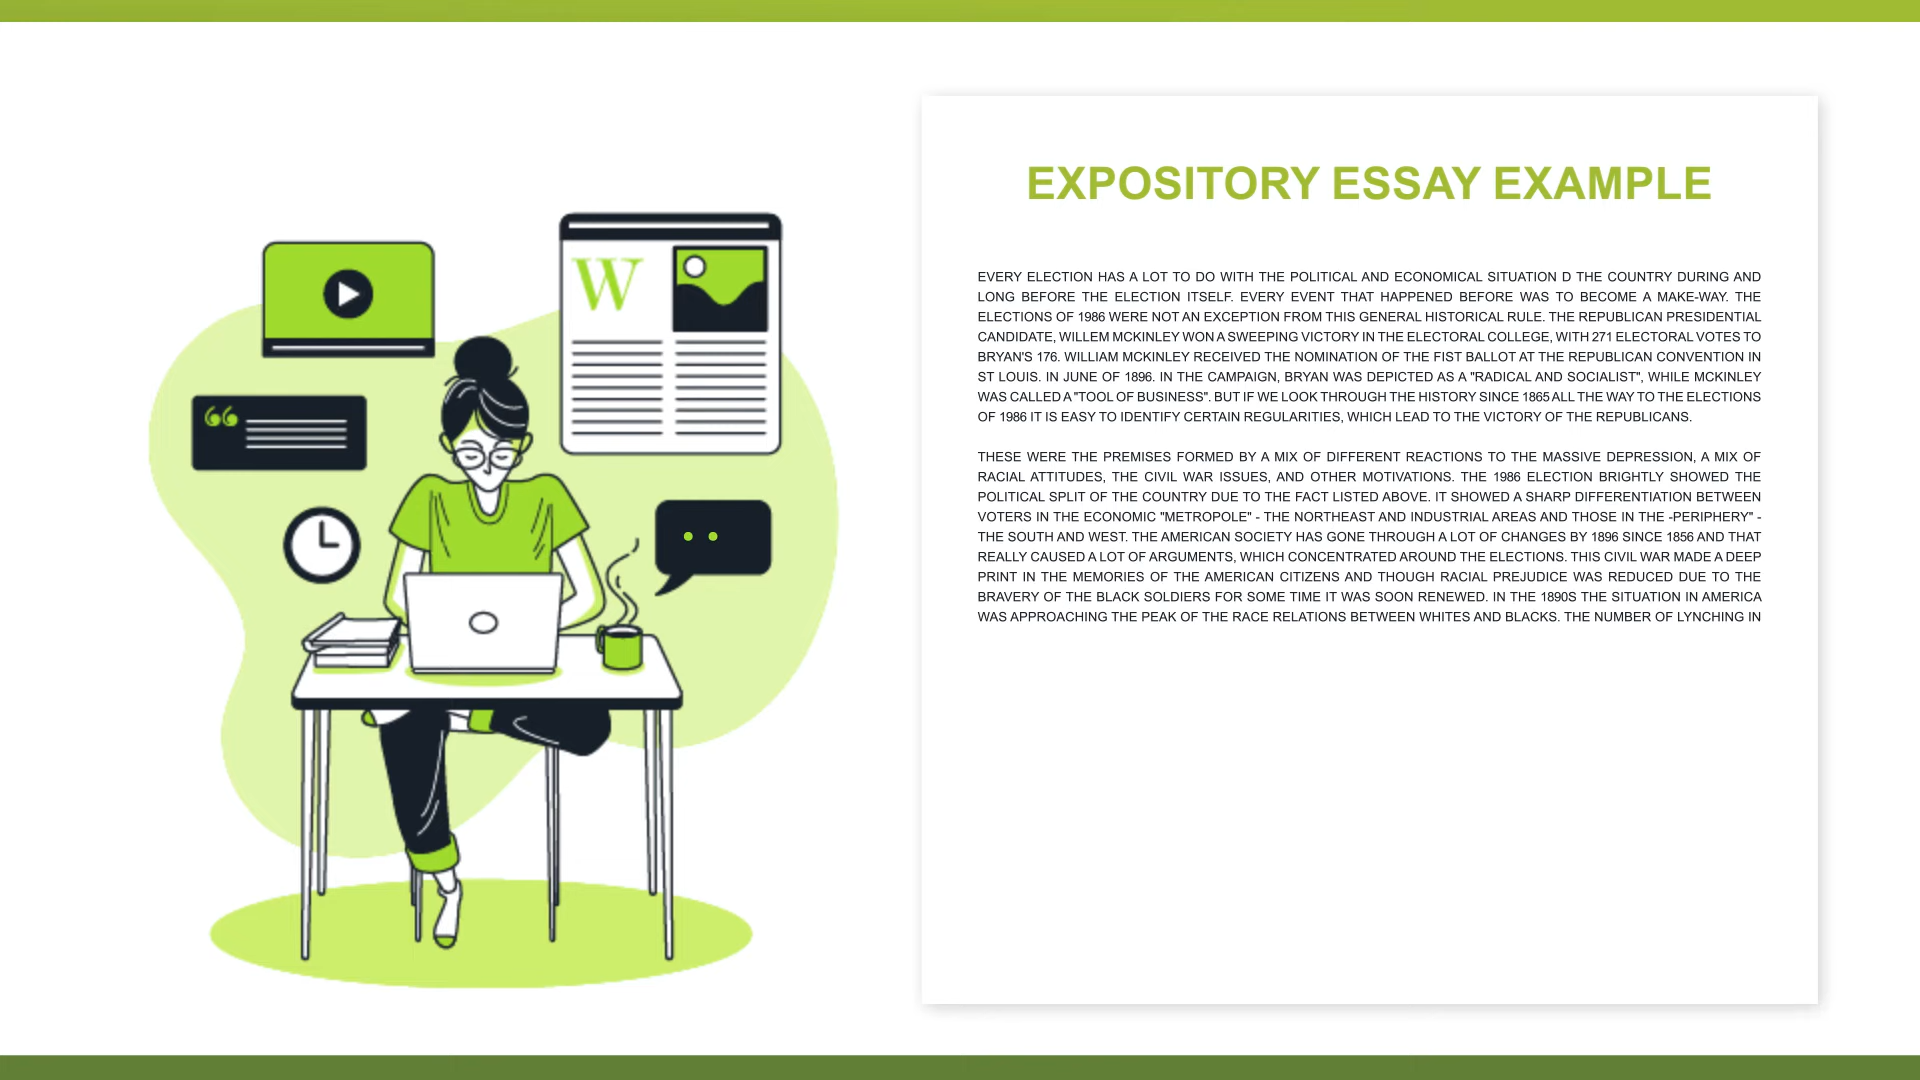 W
EXPOSITORY ESSAY EXAMPLE
EVERY ELECTION HAS A LOT TO DO WITH THE POLITICAL AND ECONOMICAL SITUATION D THE COUNTRY DURING AND
LONG BEFORE THE ELECTION ITSELF. EVERY EVENT THAT HAPPENED BEFORE WAS TO BECOME A MAKE-WAY. THE
ELECTIONS OF 1986 WERE NOT AN EXCEPTION FROM THIS GENERAL HISTORICAL RULE. THE REPUBLICAN PRESIDENTIAL
CANDIDATE, WILLEM MCKINLEY WON A SWEEPING VICTORY IN THE ELECTORAL COLLEGE, WITH 271 ELECTORAL VOTES TO
BRYAN'S 176. WILLIAM MCKINLEY RECEIVED THE NOMINATION OF THE FIST BALLOT AT THE REPUBLICAN CONVENTION IN
ST LOUIS. IN JUNE OF 1896. IN THE CAMPAIGN, BRYAN WAS DEPICTED AS A "RADICAL AND SOCIALIST", WHILE MCKINLEY
WAS CALLED A "TOOL OF BUSINESS". BUT IF WE LOOK THROUGH THE HISTORY SINCE 1865 ALL THE WAY TO THE ELECTIONS
OF 1986 IT IS EASY TO IDENTIFY CERTAIN REGULARITIES, WHICH LEAD TO THE VICTORY OF THE REPUBLICANS.
THESE WERE THE PREMISES FORMED BY A MIX OF DIFFERENT REACTIONS TO THE MASSIVE DEPRESSION, A MIX OF
RACIAL ATTITUDES, THE CIVIL WAR ISSUES, AND OTHER MOTIVATIONS. THE 1986 ELECTION BRIGHTLY SHOWED THE
POLITICAL SPLIT OF THE COUNTRY DUE TO THE FACT LISTED ABOVE. IT SHOWED A SHARP DIFFERENTIATION BETWEEN
VOTERS IN THE ECONOMIC "METROPOLE" - THE NORTHEAST AND INDUSTRIAL AREAS AND THOSE IN THE -PERIPHERY" -
THE SOUTH AND WEST. THE AMERICAN SOCIETY HAS GONE THROUGH A LOT OF CHANGES BY 1896 SINCE 1856 AND THAT
REALLY CAUSED A LOT OF ARGUMENTS, WHICH CONCENTRATED AROUND THE ELECTIONS. THIS CIVIL WAR MADE A DEEP
PRINT IN THE MEMORIES OF THE AMERICAN CITIZENS AND THOUGH RACIAL PREJUDICE WAS REDUCED DUE TO THE
BRAVERY OF THE BLACK SOLDIERS FOR SOME TIME IT WAS SOON RENEWED. IN THE 1890S THE SITUATION IN AMERICA
WAS APPROACHING THE PEAK OF THE RACE RELATIONS BETWEEN WHITES AND BLACKS. THE NUMBER OF LYNCHING IN